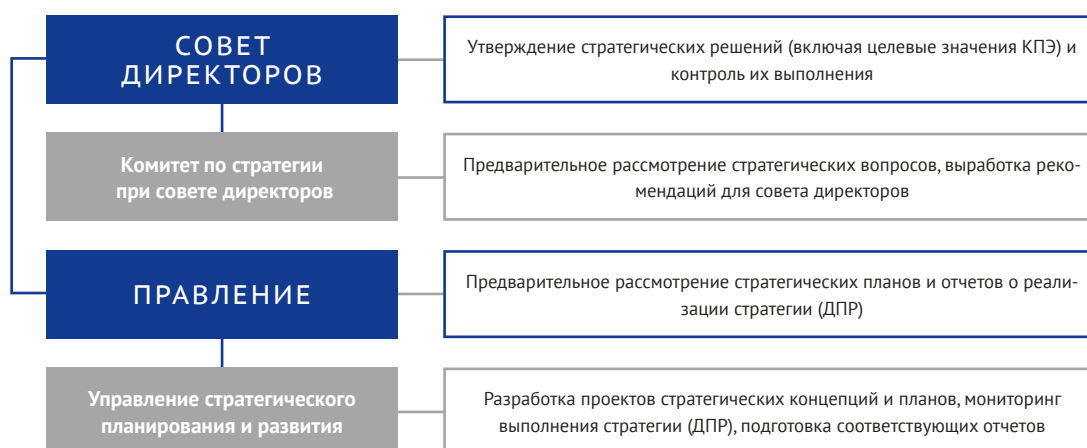 СОВЕТ
ДИРЕКТОРОВ
Утверждение стратегических решений (включая целевые значения КПЭ) и
контроль их выполнения
Комитет по стратегии
при совете директоров
Предварительное рассмотрение стратегических вопросов, выработка реко-
мендаций для совета директоров
ПРАВЛЕНИЕ
Предварительное рассмотрение стратегических планов и отчетов о реали-
зации стратегии (ДПР)
Управление стратегического
планирования и развития
Разработка проектов стратегических концепций и планов, мониторинг
выполнения стратегии (ДПР), подготовка соответствующих отчетов